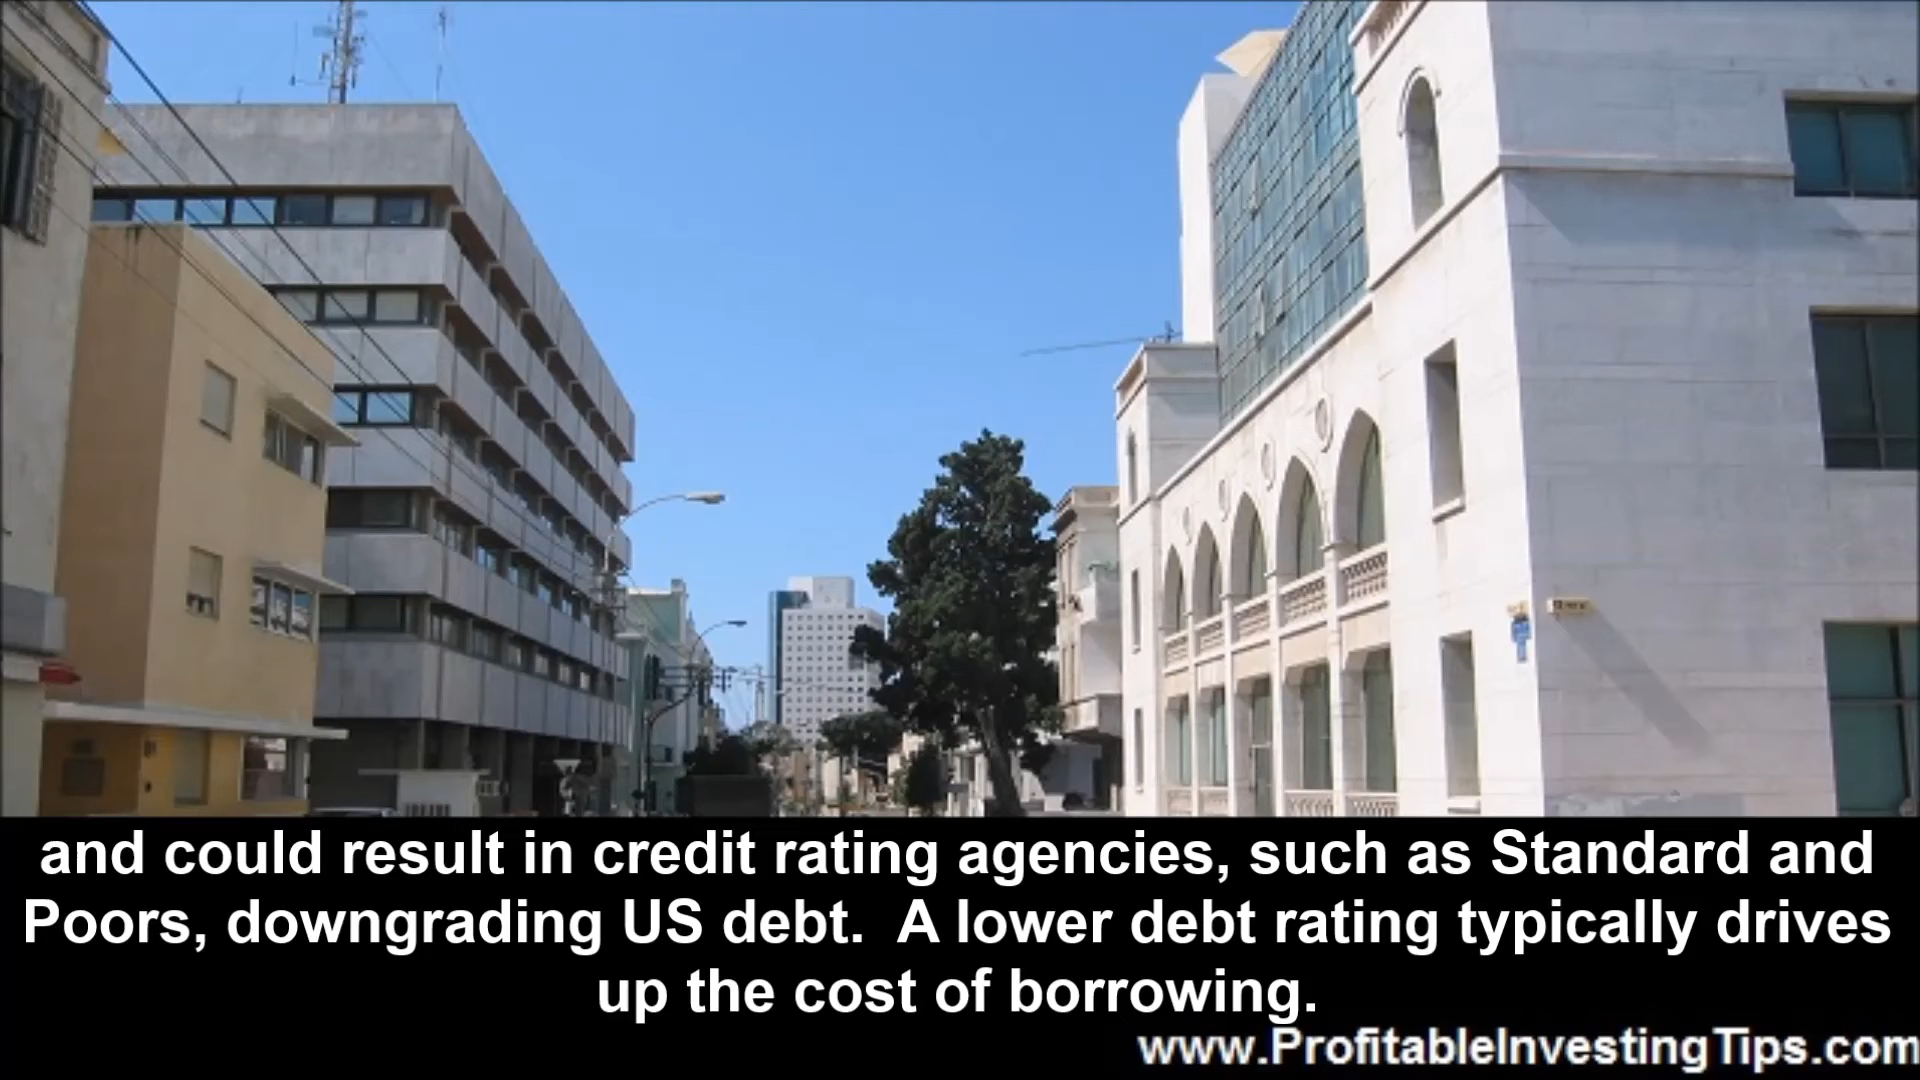 and could result in credit rating agencies, such as Standard and
Poors, downgrading US debt.  A lower debt rating typically drives
up the cost of borrowing.
www.ProfitableInvestingTips.com